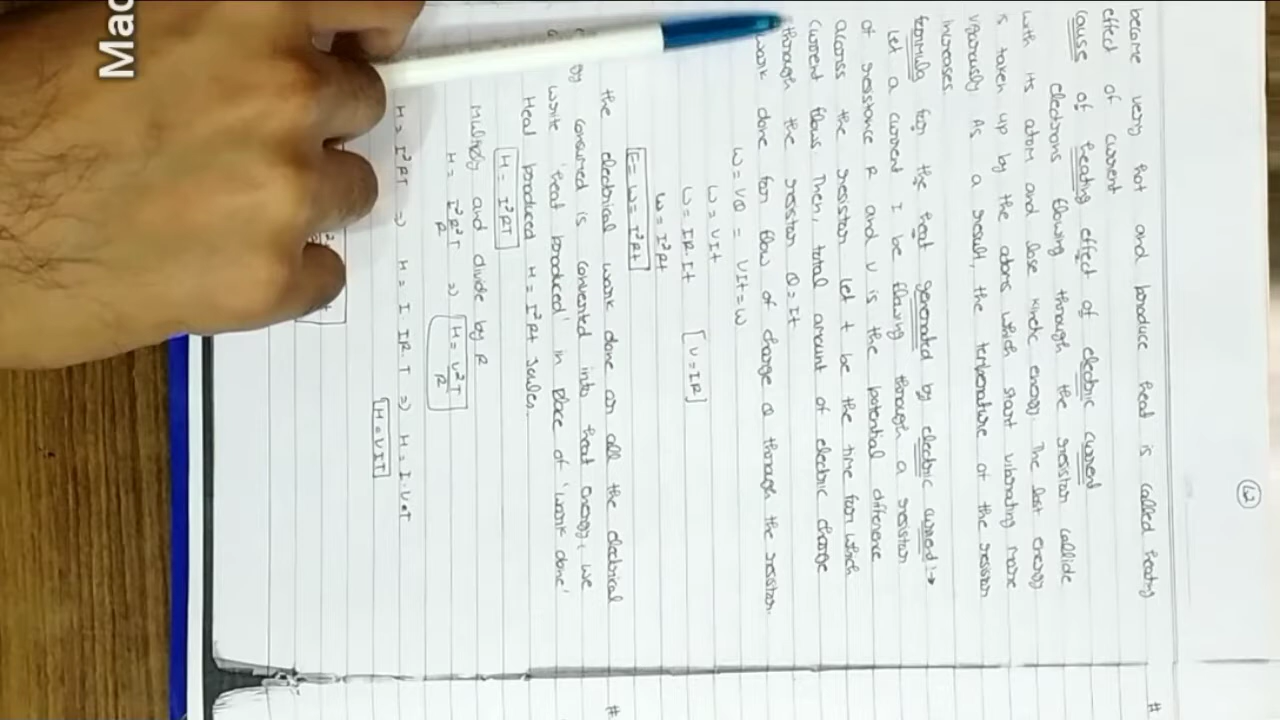 62
become very hot and produce heat is called heating
effect of current
Cause of heating effect of electric current
Electrons flowing through the resistor collide
with its atom and lose kinetic energy. The lost energy
is taken up by the atoms which start vibrating more
vigurously As a result, the temperature of the resistor
increases
formula for the heat generated by electric current:→
Let a current I be flowing through a resistor
of resistance R and V is the potential difference
across the resistor Let t be the time for which
current flows Then, total amount of electric charge
through the resistor Q = It
work done for flow of charge Q through the resistor.
W = VQ = VIt = W
W = VIt
W = IR.It [V = IR]
W = I²Rt
E = W = I²Rt
the electrical work done or all the electrical
consumed is converted into heat energy, we
write 'heat produced' in place of 'work done'
Heat produced H = I²Rt Joules.
H = I²RT
Multiply and divide by R
H = I²R²T/R => H = V²T/R
H = I²RT => H = I IR.T => H = I.V.T
H = VIT
#
#
Mad